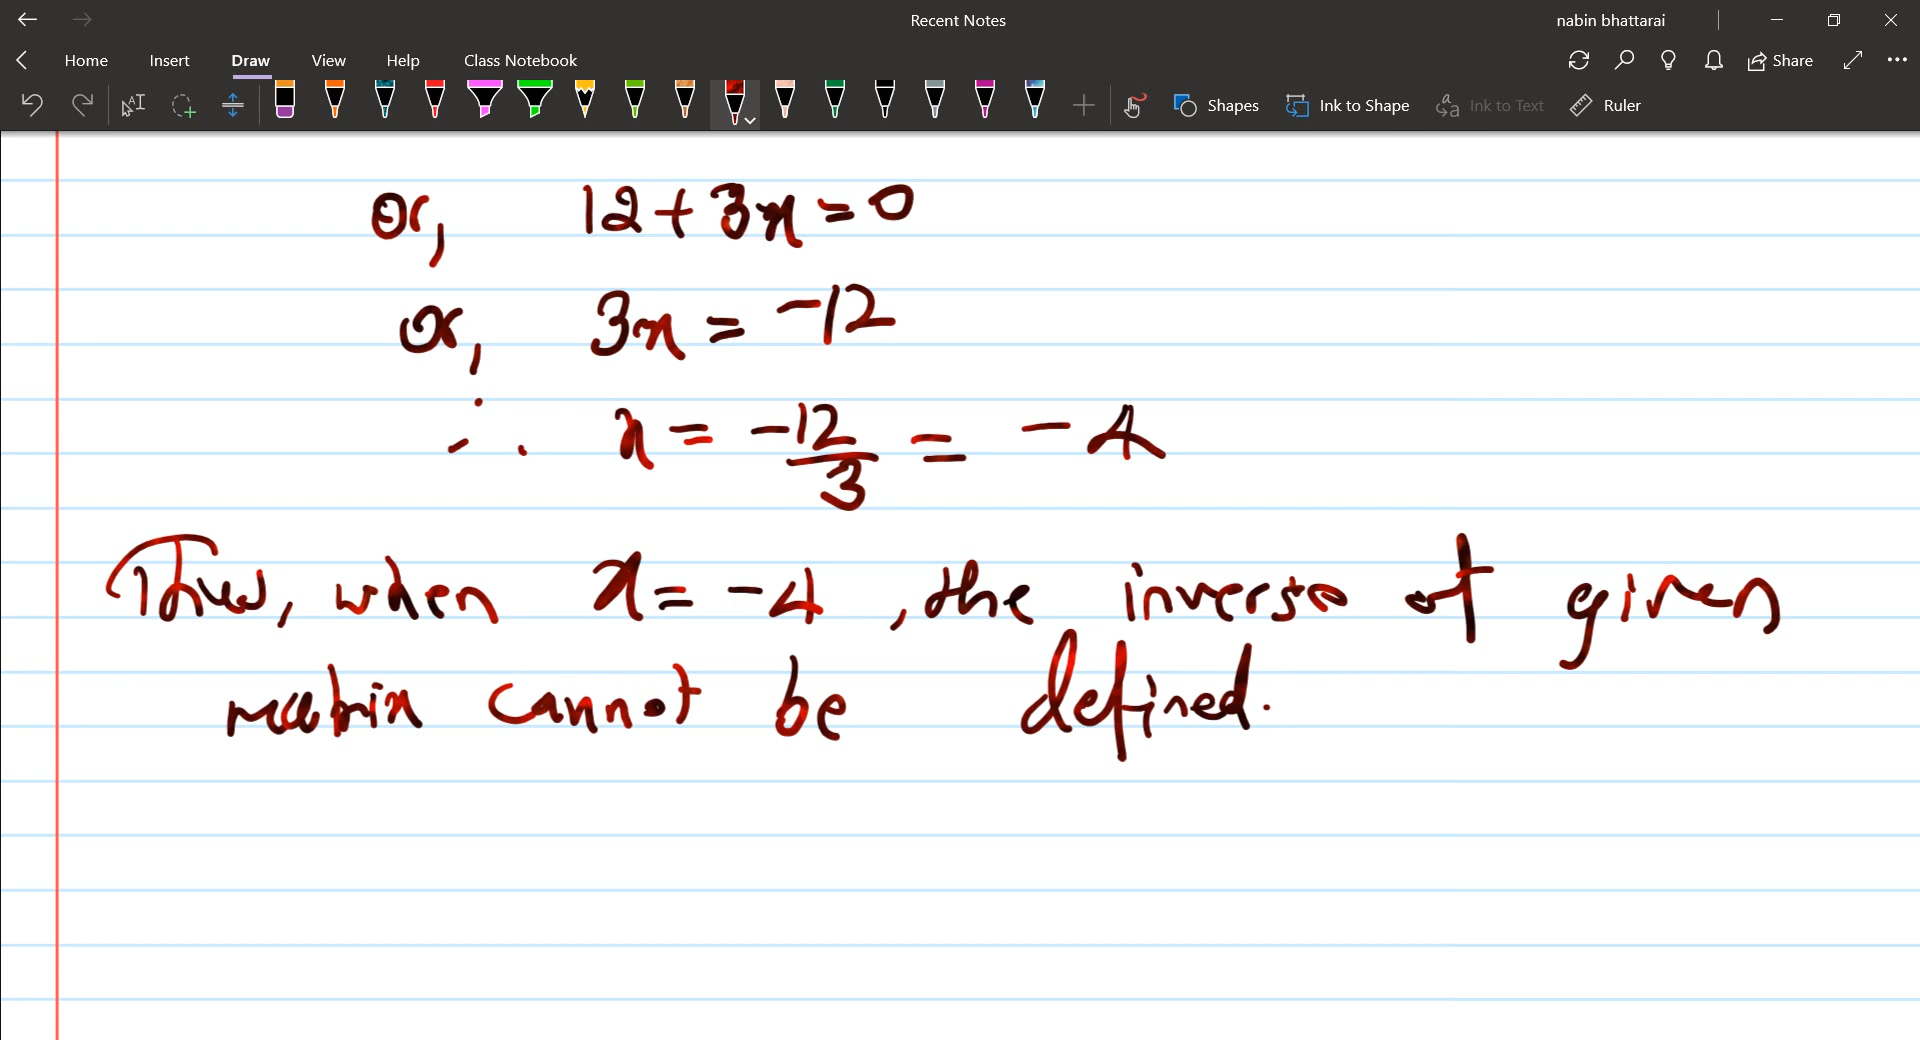 Recent Notes
nabin bhattarai
Home Insert Draw View Help Class Notebook
Share
Shapes Ink to Shape Ink to Text Ruler
or, 12 + 3x = 0
or, 3x = -12
∴ x = -12/3 = -4
Thus, when x = -4, the inverse of given
matrix cannot be defined.